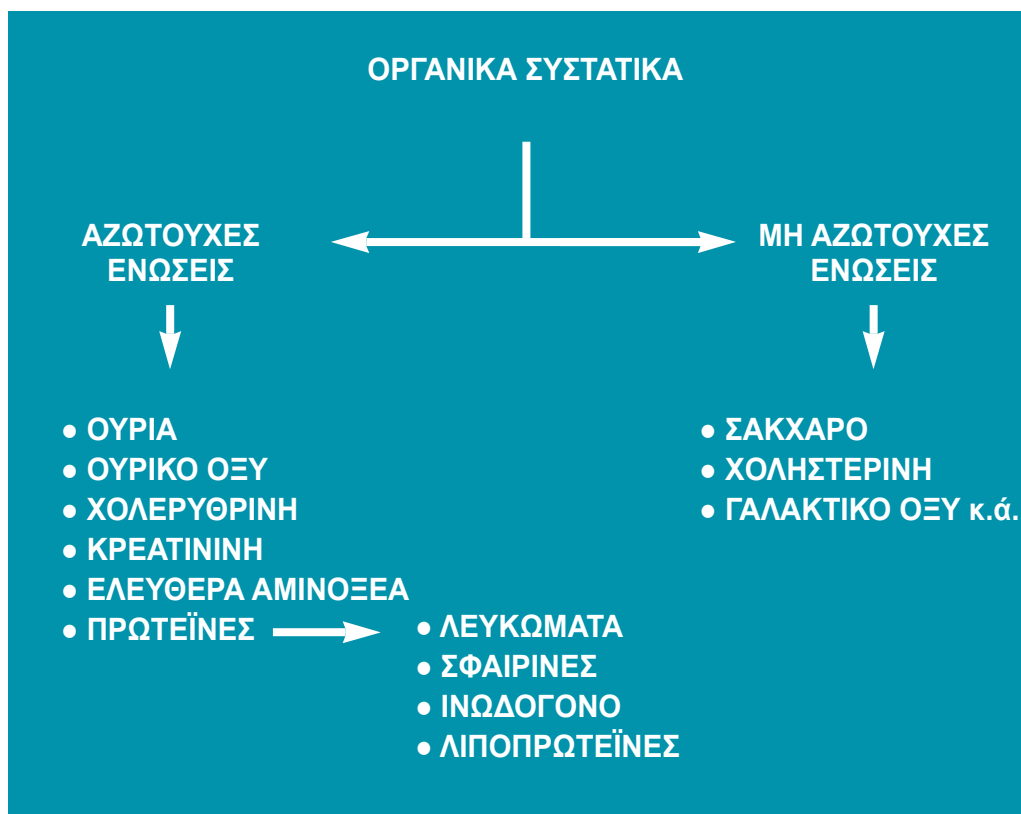 ΟΡΓΑΝΙΚΑ ΣΥΣΤΑΤΙΚΑ
ΑΖΩΤΟΥΧΕΣ
ΕΝΩΣΕΙΣ
ΜΗ ΑΖΩΤΟΥΧΕΣ
ΕΝΩΣΕΙΣ
● ΟΥΡΙΑ
● ΟΥΡΙΚΟ ΟΞΥ
● ΧΟΛΕΡΥΘΡΙΝΗ
● ΚΡΕΑΤΙΝΙΝΗ
● ΕΛΕΥΘΕΡΑ ΑΜΙΝΟΞΕΑ
● ΠΡΩΤΕΪΝΕΣ
● ΛΕΥΚΩΜΑΤΑ
● ΣΦΑΙΡΙΝΕΣ
● ΙΝΩΔΟΓΟΝΟ
● ΛΙΠΟΠΡΩΤΕΪΝΕΣ
● ΣΑΚΧΑΡΟ
● ΧΟΛΗΣΤΕΡΙΝΗ
● ΓΑΛΑΚΤΙΚΟ ΟΞΥ κ.ά.